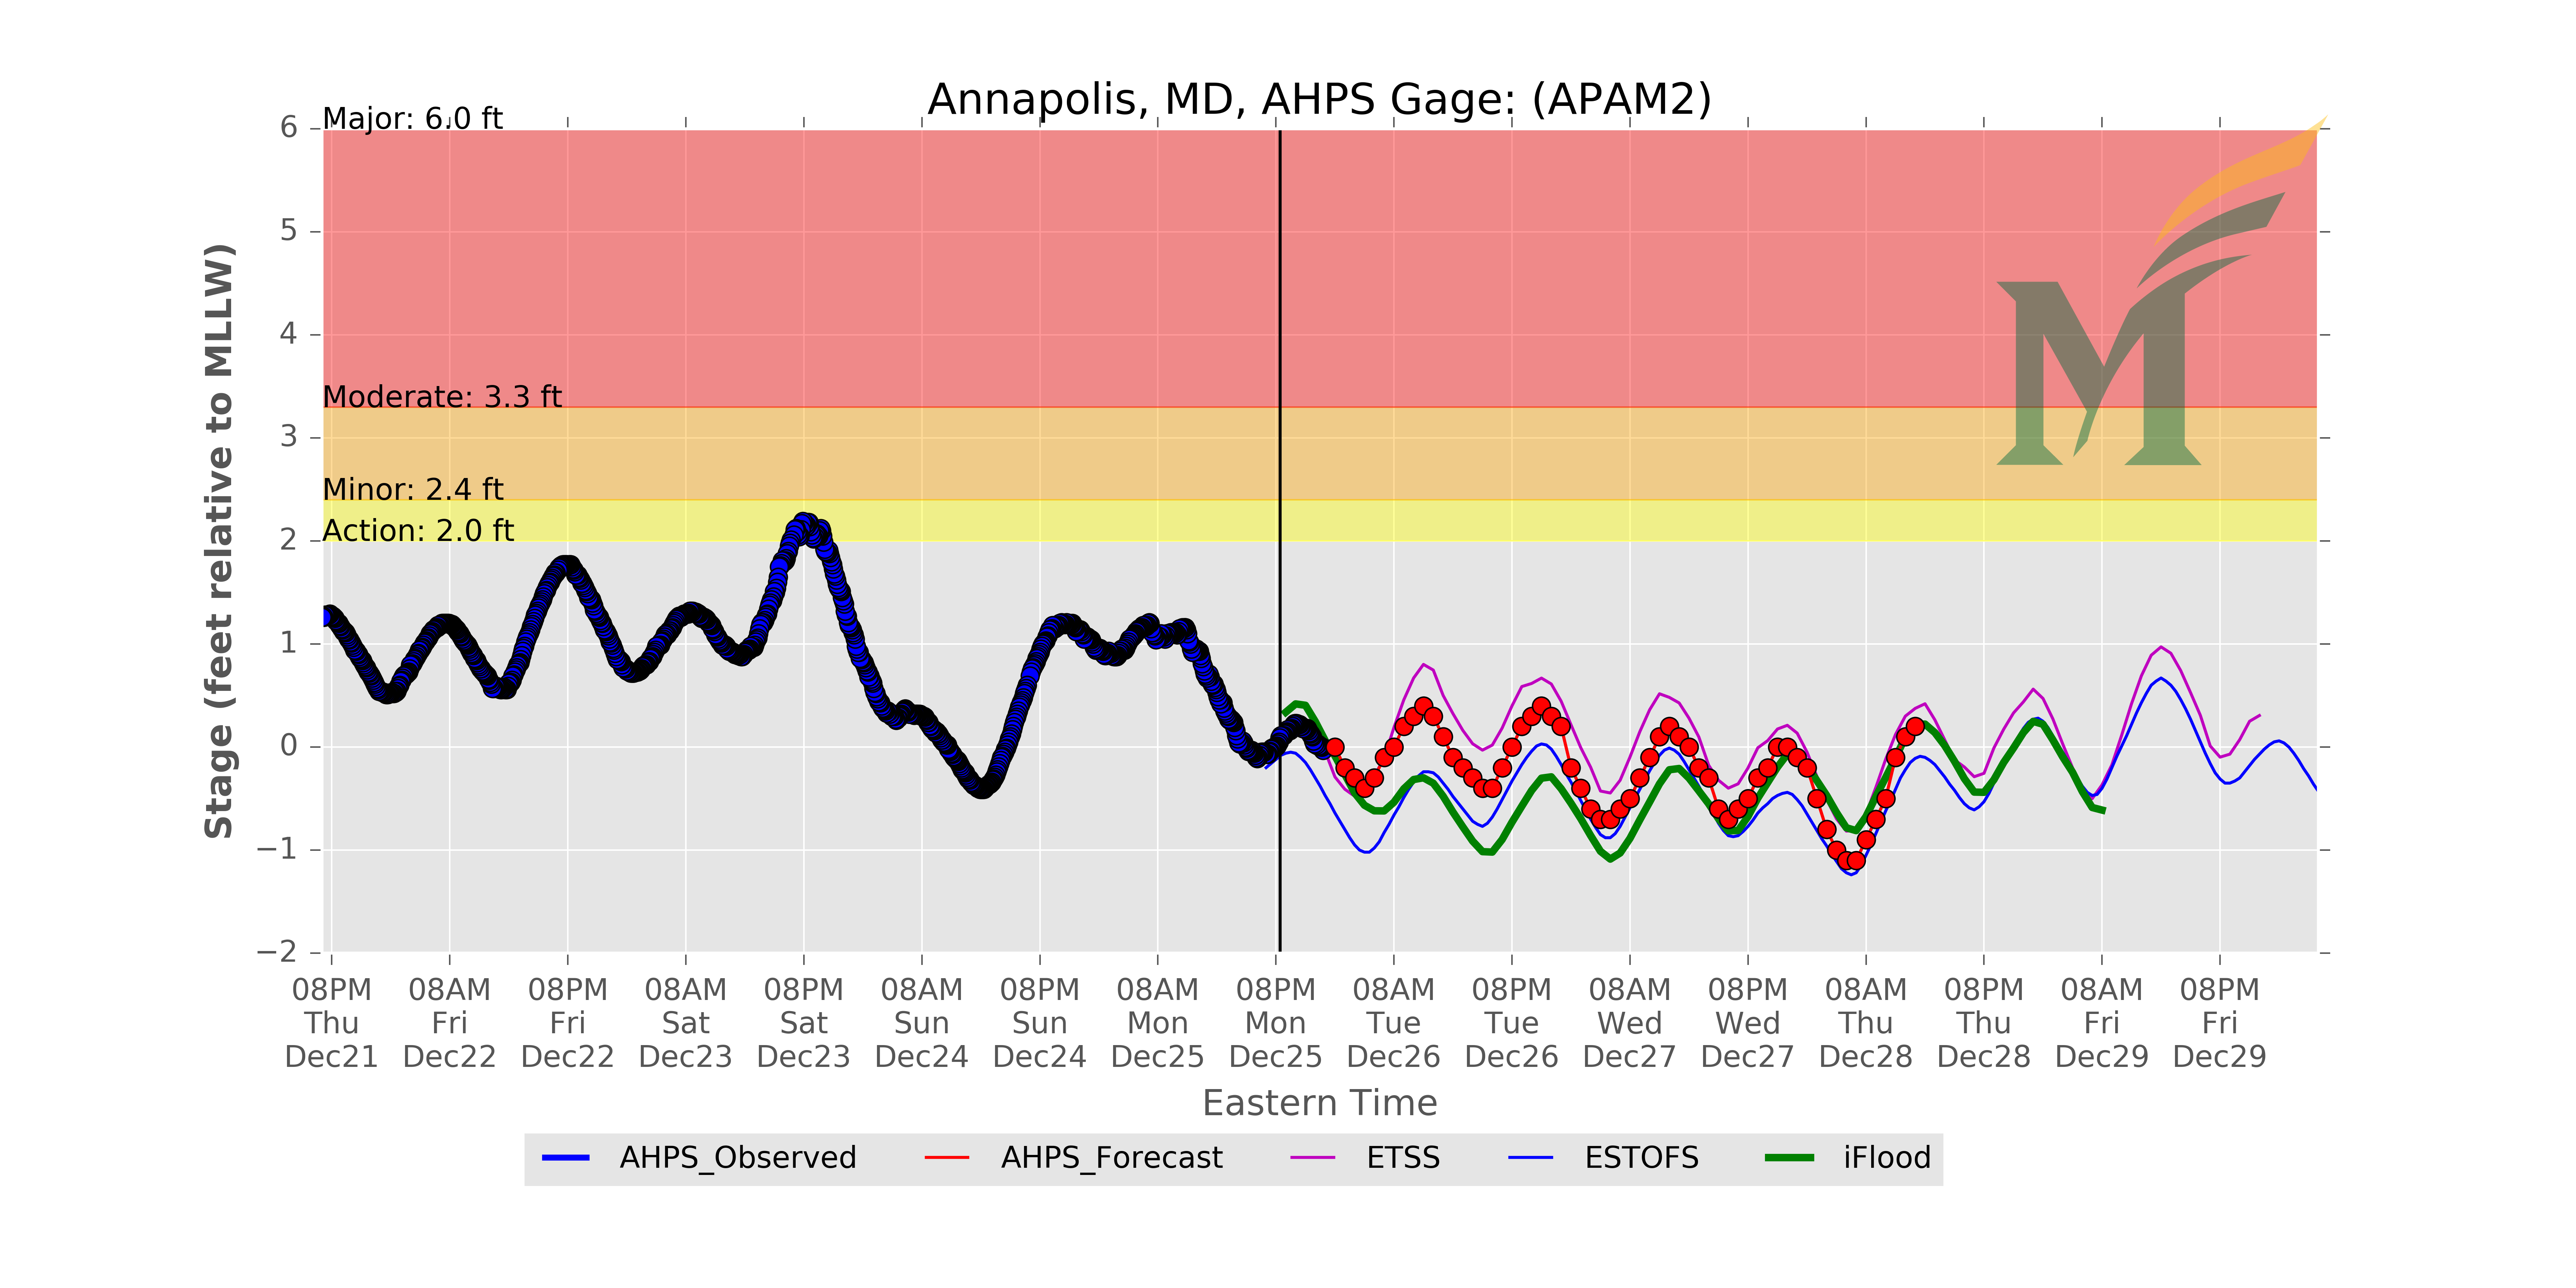 Annapolis, MD, AHPS Gage: (APAM2)
Major: 6.0 ft
Moderate: 3.3 ft
Minor: 2.4 ft
Action: 2.0 ft
Stage (feet relative to MLLW)
6
5
4
3
2
1
0
−1
−2
08PM Thu Dec21
08AM Fri Dec22
08PM Fri Dec22
08AM Sat Dec23
08PM Sat Dec23
08AM Sun Dec24
08PM Sun Dec24
08AM Mon Dec25
08PM Mon Dec25
08AM Tue Dec26
08PM Tue Dec26
08AM Wed Dec27
08PM Wed Dec27
08AM Thu Dec28
08PM Thu Dec28
08AM Fri Dec29
08PM Fri Dec29
Eastern Time
AHPS_Observed
AHPS_Forecast
ETSS
ESTOFS
iFlood
M